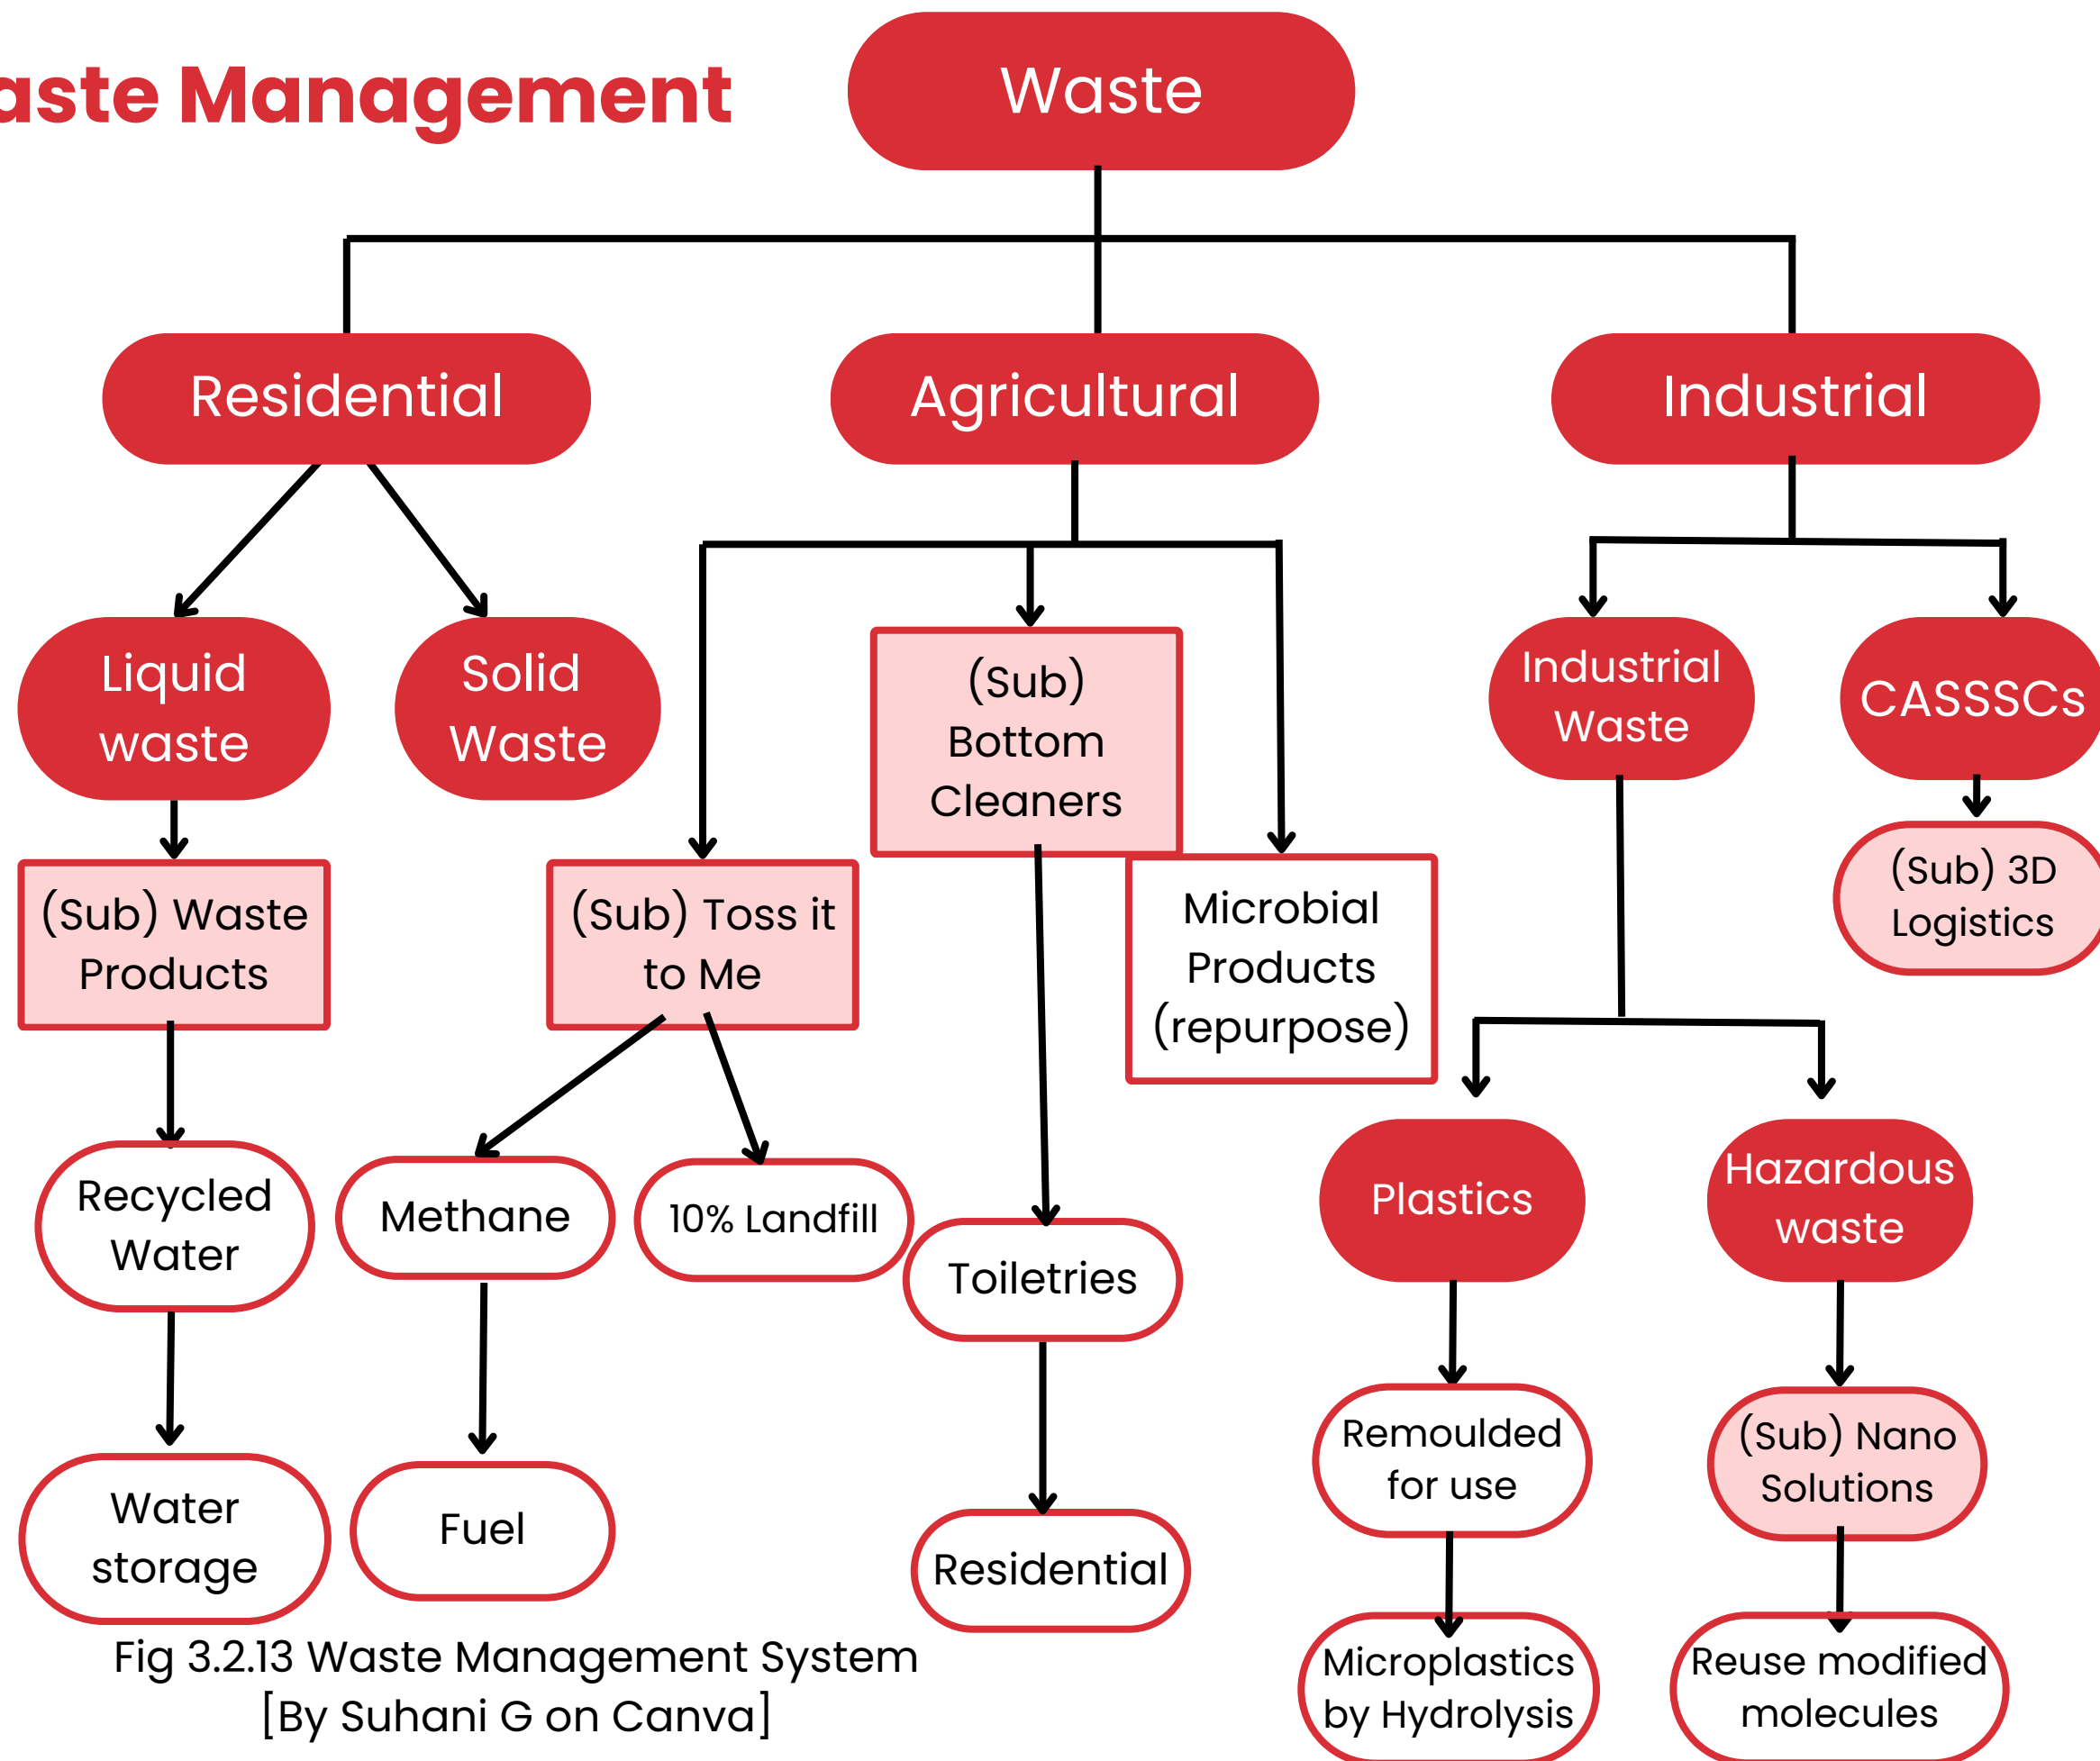 aste Management
Waste
Residential
Agricultural
Industrial
Liquid
waste
Solid
Waste
(Sub)
Bottom
Cleaners
Industrial
Waste
CASSSCs
(Sub) Waste
Products
(Sub) Toss it
to Me
Microbial
Products
(repurpose)
(Sub) 3D
Logistics
Recycled
Water
Methane
10% Landfill
Toiletries
Plastics
Hazardous
waste
Water
storage
Fuel
Residential
Remoulded
for use
(Sub) Nano
Solutions
Microplastics
by Hydrolysis
Reuse modified
molecules
Fig 3.2.13 Waste Management System
[By Suhani G on Canva]